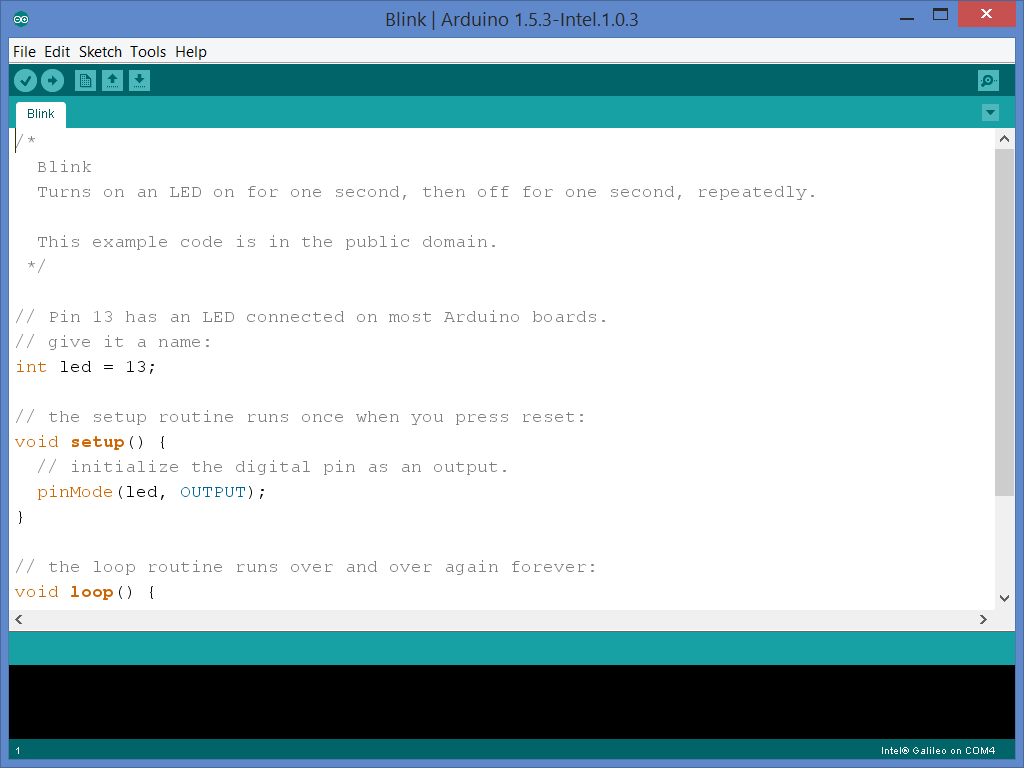 Blink | Arduino 1.5.3-Intel.1.0.3
File Edit Sketch Tools Help
Blink
/*
  Blink
  Turns on an LED on for one second, then off for one second, repeatedly.
  This example code is in the public domain.
 */
// Pin 13 has an LED connected on most Arduino boards.
// give it a name:
int led = 13;
// the setup routine runs once when you press reset:
void setup() {
  // initialize the digital pin as an output.
  pinMode(led, OUTPUT);
}
// the loop routine runs over and over again forever:
void loop() {
1
Intel® Galileo on COM4